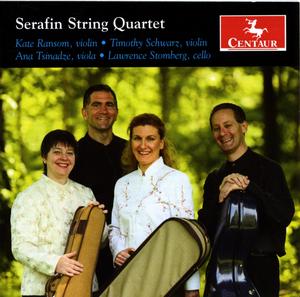 Serafin String Quartet
CENTAUR
Kate Ransom, violin • Timothy Schwarz, violin
Ana Tsinadze, viola • Lawrence Stomberg, cello